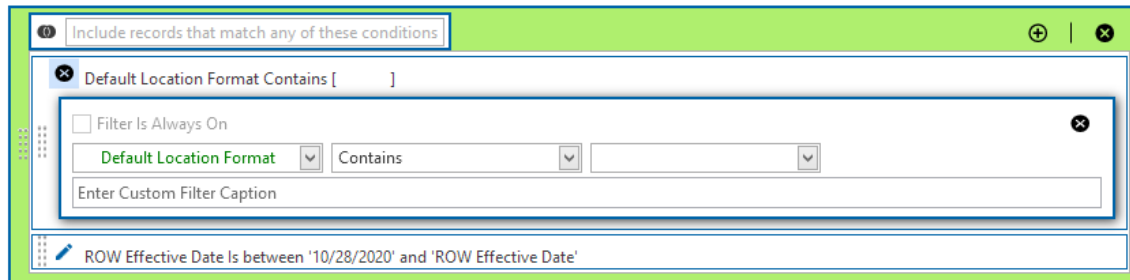 Include records that match any of these conditions
Default Location Format Contains [ ]
Filter Is Always On
Default Location Format Contains
Enter Custom Filter Caption
ROW Effective Date Is between '10/28/2020' and 'ROW Effective Date'